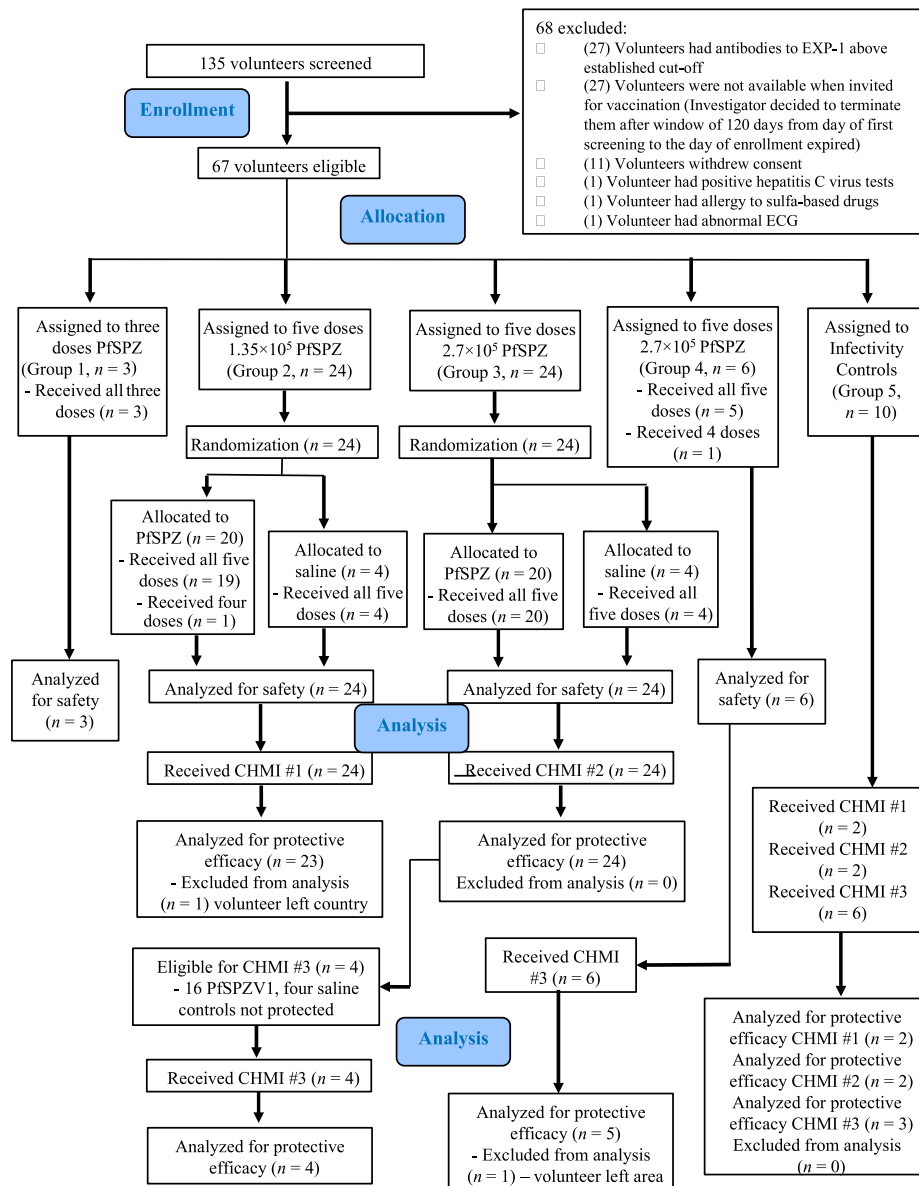 135 volunteers screened
68 excluded:
(27) Volunteers had antibodies to EXP-1 above
established cut-off
(27) Volunteers were not available when invited
for vaccination (Investigator decided to terminate
them after window of 120 days from day of first
screening to the day of enrollment expired)
(11) Volunteers withdrew consent
(1) Volunteer had positive hepatitis C virus tests
(1) Volunteer had allergy to sulfa-based drugs
(1) Volunteer had abnormal ECG
Enrollment
67 volunteers eligible
Allocation
Assigned to three
doses PfSPZ
(Group 1, n = 3)
- Received all three
doses (n = 3)
Assigned to five doses
1.35×10⁵ PfSPZ
(Group 2, n = 24)
Assigned to five doses
2.7×10⁵ PfSPZ
(Group 3, n = 24)
Assigned to five doses
2.7×10⁵ PfSPZ
(Group 4, n = 6)
- Received all five
doses (n = 5)
- Received 4 doses
(n = 1)
Assigned to
Infectivity
Controls
(Group 5,
n = 10)
Randomization (n = 24)
Randomization (n = 24)
Allocated to
PfSPZ (n = 20)
- Received all five
doses (n = 19)
- Received four
doses (n = 1)
Allocated to
saline (n = 4)
- Received all five
doses (n = 4)
Allocated to
PfSPZ (n = 20)
- Received all five
doses (n = 20)
Allocated to
saline (n = 4)
- Received all
five doses (n = 4)
Analyzed
for safety
(n = 3)
Analyzed for safety (n = 24)
Analyzed for safety (n = 24)
Analyzed for
safety (n = 6)
Analysis
Received CHMI #1 (n = 24)
Received CHMI #2 (n = 24)
Received CHMI #1
(n = 2)
Received CHMI #2
(n = 2)
Received CHMI #3
(n = 6)
Analyzed for protective
efficacy (n = 23)
- Excluded from analysis
(n = 1) volunteer left country
Analyzed for protective
efficacy (n = 24)
Excluded from analysis (n = 0)
Eligible for CHMI #3 (n = 4)
- 16 PfSPZV1, four saline
controls not protected
Received CHMI
#3 (n = 6)
Analysis
Analyzed for protective
efficacy CHMI #1 (n = 2)
Analyzed for protective
efficacy CHMI #2 (n = 2)
Analyzed for protective
efficacy CHMI #3 (n = 3)
Excluded from analysis
(n = 0)
Received CHMI #3 (n = 4)
Analyzed for protective
efficacy (n = 4)
Analyzed for protective
efficacy (n = 5)
- Excluded from analysis
(n = 1) – volunteer left area